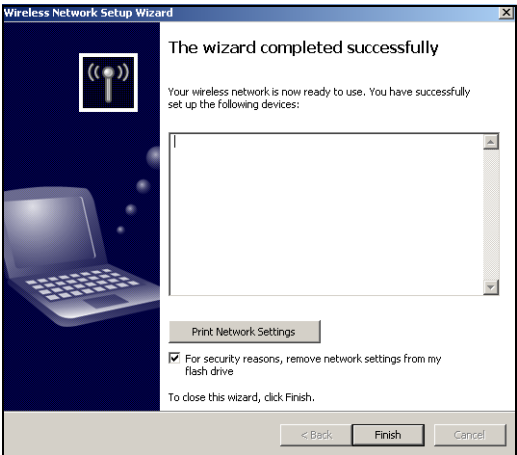 Wireless Network Setup Wizard
The wizard completed successfully
Your wireless network is now ready to use. You have successfully
set up the following devices:
Print Network Settings
For security reasons, remove network settings from my
flash drive
To close this wizard, click Finish.
< Back
Finish
Cancel